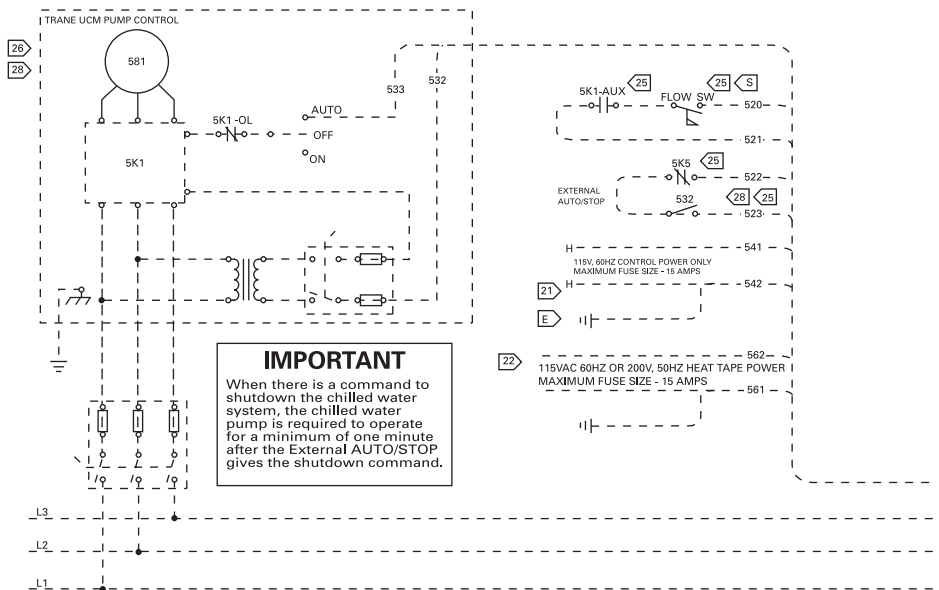 TRANE UCM PUMP CONTROL
26
28
581
533
532
5K1-AUX
25
FLOW SW
25
S
520
AUTO
5K1-OL
OFF
521
5K1
ON
5K5
25
522
EXTERNAL
AUTO/STOP
532
28
25
523
H
541
115V, 60HZ CONTROL POWER ONLY
MAXIMUM FUSE SIZE - 15 AMPS
21
H
542
E
IMPORTANT
When there is a command to
shutdown the chilled water
system, the chilled water
pump is required to operate
for a minimum of one minute
after the External AUTO/STOP
gives the shutdown command.
22
562
115VAC 60HZ OR 200V, 50HZ HEAT TAPE POWER
MAXIMUM FUSE SIZE - 15 AMPS
561
L3
L2
L1